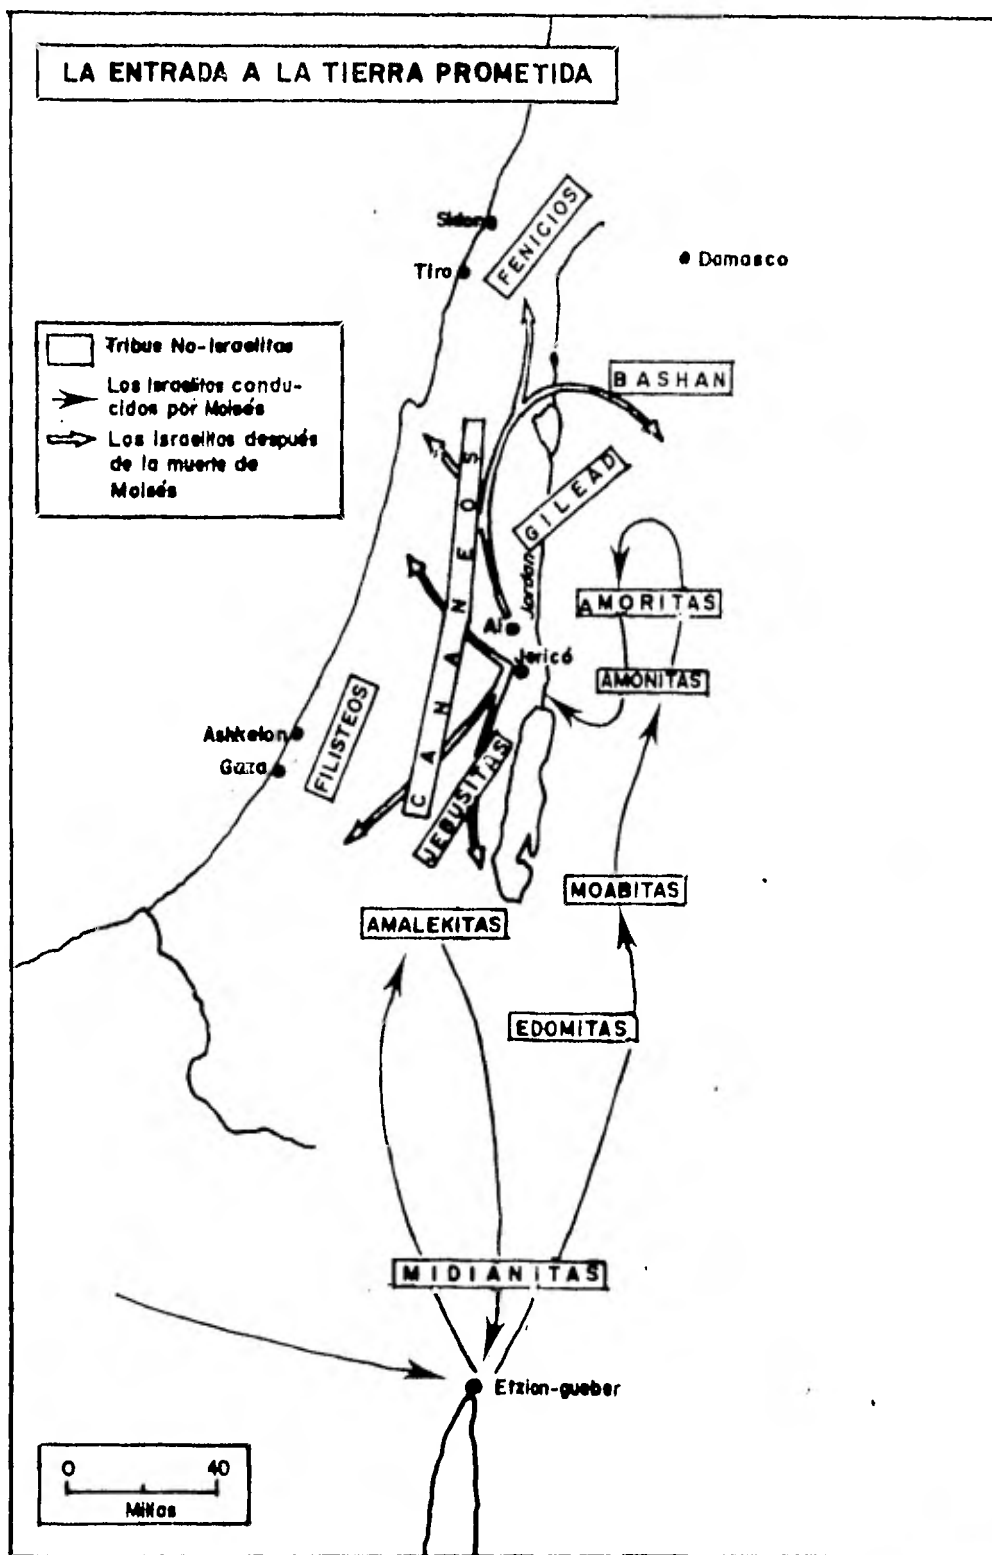 LA ENTRADA A LA TIERRA PROMETIDA
Sidon
FENICIOS
Tiro
Damasco
Tribus No-Israelitas
Los Israelitas condu-
cidos por Moisés
Los Israelitas después
de la muerte de
Moisés
BASHAN
GILEAD
CANANEOS
Jordan
AMORITAS
Ai
Jericó
AMONITAS
FILISTEOS
Ashkelon
Gaza
JEBUSITAS
MOABITAS
AMALEKITAS
EDOMITAS
MIDIANITAS
Etzion-gueber
0 40
Millas